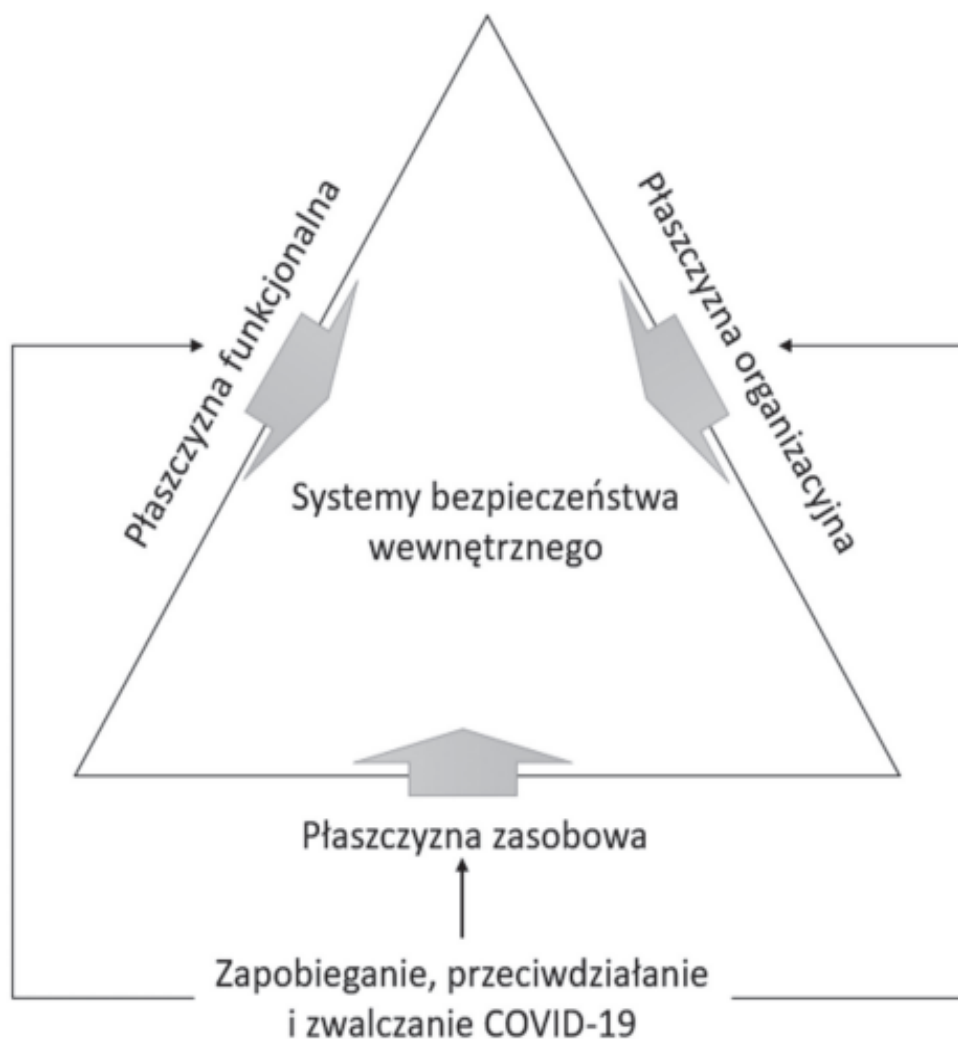 Płaszczyzna funkcjonalna
Płaszczyzna organizacyjna
Systemy bezpieczeństwa
wewnętrznego
Płaszczyzna zasobowa
Zapobieganie, przeciwdziałanie
i zwalczanie COVID-19